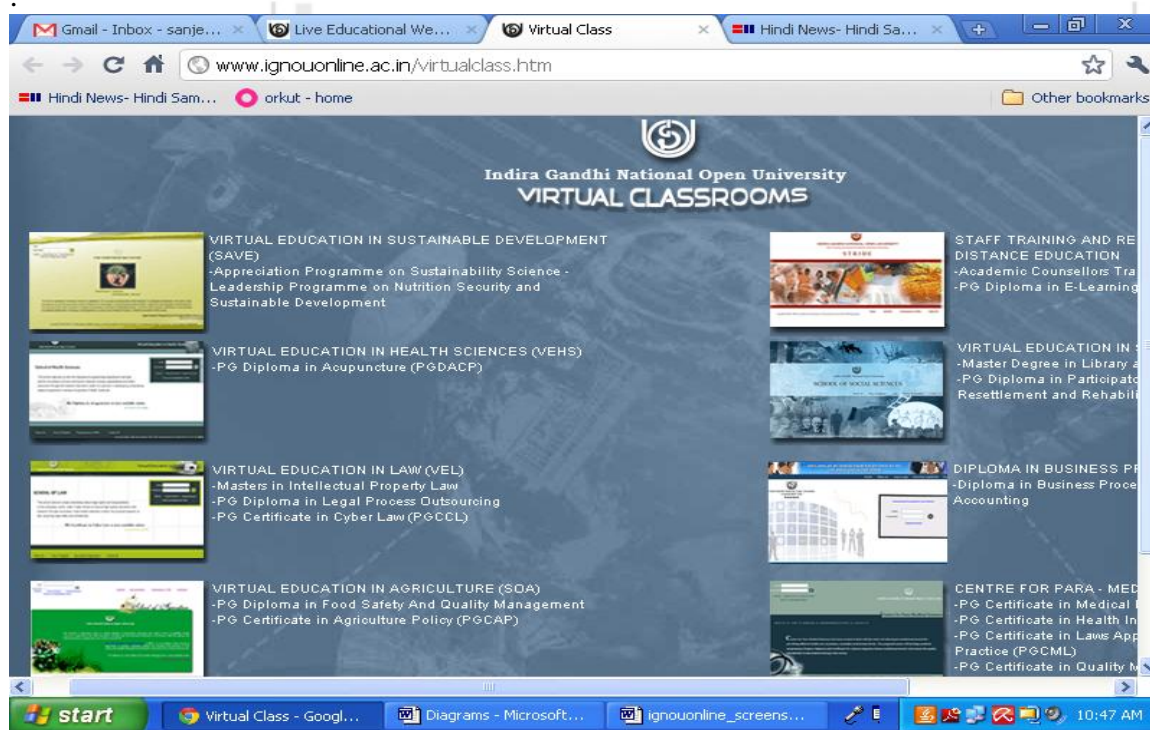 Gmail - Inbox - sanje...
Live Educational We...
Virtual Class
Hindi News- Hindi Sa...
www.ignouonline.ac.in/virtualclass.htm
Hindi News- Hindi Sam...
orkut - home
Other bookmarks
Indira Gandhi National Open University
VIRTUAL CLASSROOMS
VIRTUAL EDUCATION IN SUSTAINABLE DEVELOPMENT
(SAVE)
-Appreciation Programme on Sustainability Science -
Leadership Programme on Nutrition Security and
Sustainable Development
STAFF TRAINING AND RE
DISTANCE EDUCATION
-Academic Counsellors Tra
-PG Diploma in E-Learning
STRIDE
VIRTUAL EDUCATION IN HEALTH SCIENCES (VEHS)
-PG Diploma in Acupuncture (PGDACP)
SCHOOL OF SOCIAL SCIENCES
VIRTUAL EDUCATION IN S
-Master Degree in Library a
-PG Diploma in Participato
Resettlement and Rehabili
SCHOOL OF LAW
VIRTUAL EDUCATION IN LAW (VEL)
-Masters in Intellectual Property Law
-PG Diploma in Legal Process Outsourcing
-PG Certificate in Cyber Law (PGCCL)
DIPLOMA IN BUSINESS PR
-Diploma in Business Proce
Accounting
VIRTUAL EDUCATION IN AGRICULTURE (SOA)
-PG Diploma in Food Safety And Quality Management
-PG Certificate in Agriculture Policy (PGCAP)
CENTRE FOR PARA - MED
-PG Certificate in Medical
-PG Certificate in Health In
-PG Certificate in Laws App
Practice (PGCML)
-PG Certificate in Quality M
start
Virtual Class - Googl...
Diagrams - Microsoft...
ignouonline_screens...
10:47 AM